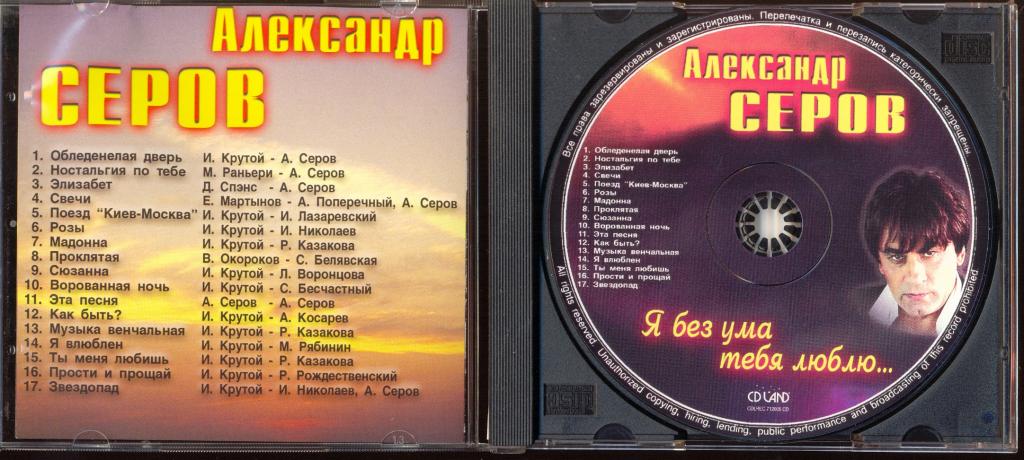 Александр
СЕРОВ
1. Обледенелая дверь И. Крутой - А. Серов
2. Ностальгия по тебе М. Раньери - А. Серов
3. Элизабет Д. Спэнс - А. Серов
4. Свечи Е. Мартынов - А. Поперечный, А. Серов
5. Поезд "Киев-Москва" И. Крутой - И. Лазаревский
6. Розы И. Крутой - И. Николаев
7. Мадонна И. Крутой - Р. Казакова
8. Проклятая В. Окороков - С. Белявская
9. Сюзанна И. Крутой - Л. Воронцова
10. Ворованная ночь И. Крутой - С. Бесчастный
11. Эта песня А. Серов - А. Серов
12. Как быть? И. Крутой - А. Косарев
13. Музыка венчальная И. Крутой - Р. Казакова
14. Я влюблен И. Крутой - М. Рябинин
15. Ты меня любишь И. Крутой - Р. Казакова
16. Прости и прощай И. Крутой - Р. Рождественский
17. Звездопад И. Крутой - И. Николаев, А. Серов
Все права зарезервированы и зарегистрированы. Перепечатка и перезапись категорически запрещены.
Александр
СЕРОВ
1. Обледенелая дверь
2. Ностальгия по тебе
3. Элизабет
4. Свечи
5. Поезд "Киев-Москва"
6. Розы
7. Мадонна
8. Проклятая
9. Сюзанна
10. Ворованная ночь
11. Эта песня
12. Как быть?
13. Музыка венчальная
14. Я влюблен
15. Ты меня любишь
16. Прости и прощай
17. Звездопад
Я без ума
тебя люблю...
CD LAND
All rights reserved. Unauthorized copying, hiring, lending, public performance and broadcasting of this record prohibited